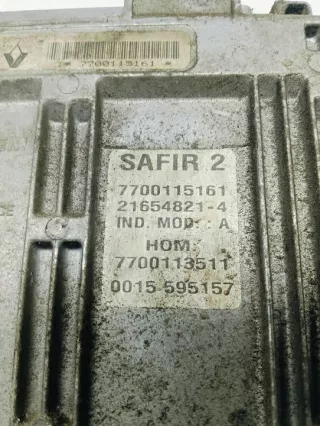 7700115161 A
SAFIR 2
7700115161
21654821-4
IND. MOD: : A
HOM:
7700113511
0015 595157